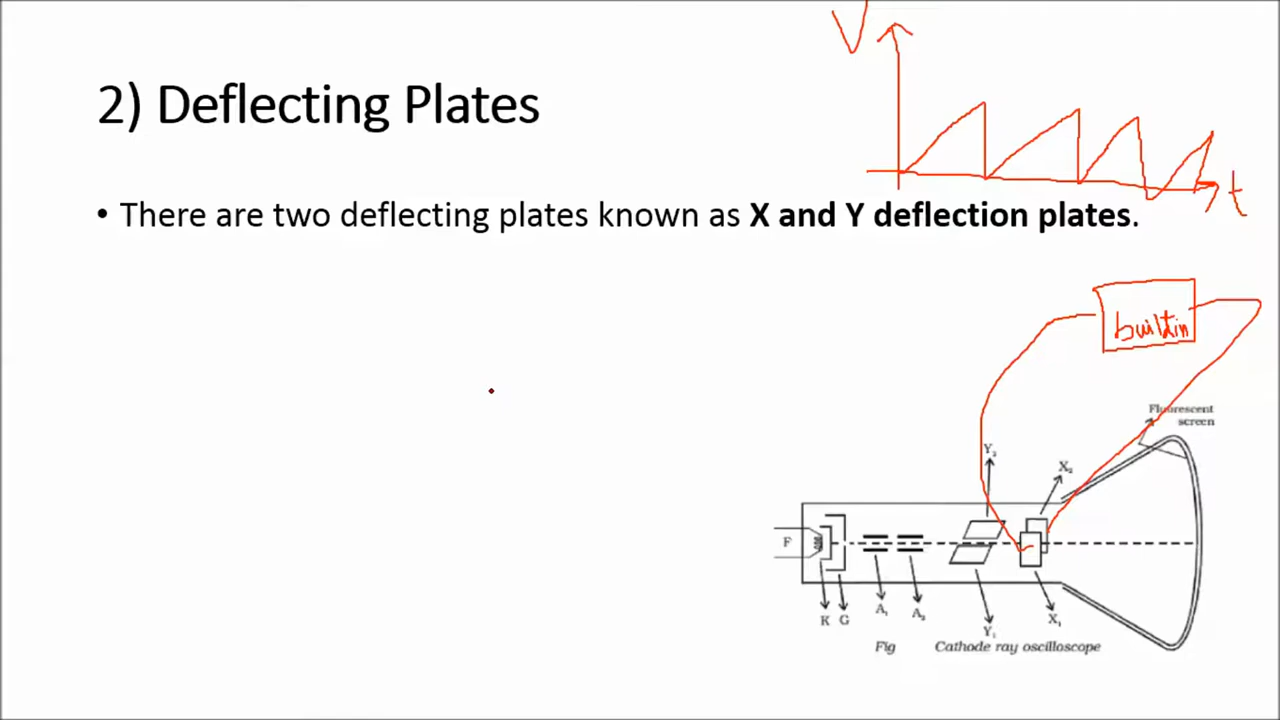 V
2) Deflecting Plates
t
• There are two deflecting plates known as X and Y deflection plates.
builtin
Fluorescent
screen
Y₂
X₂
F
K G A₁ A₂ Y₁ X₁
Fig Cathode ray oscilloscope